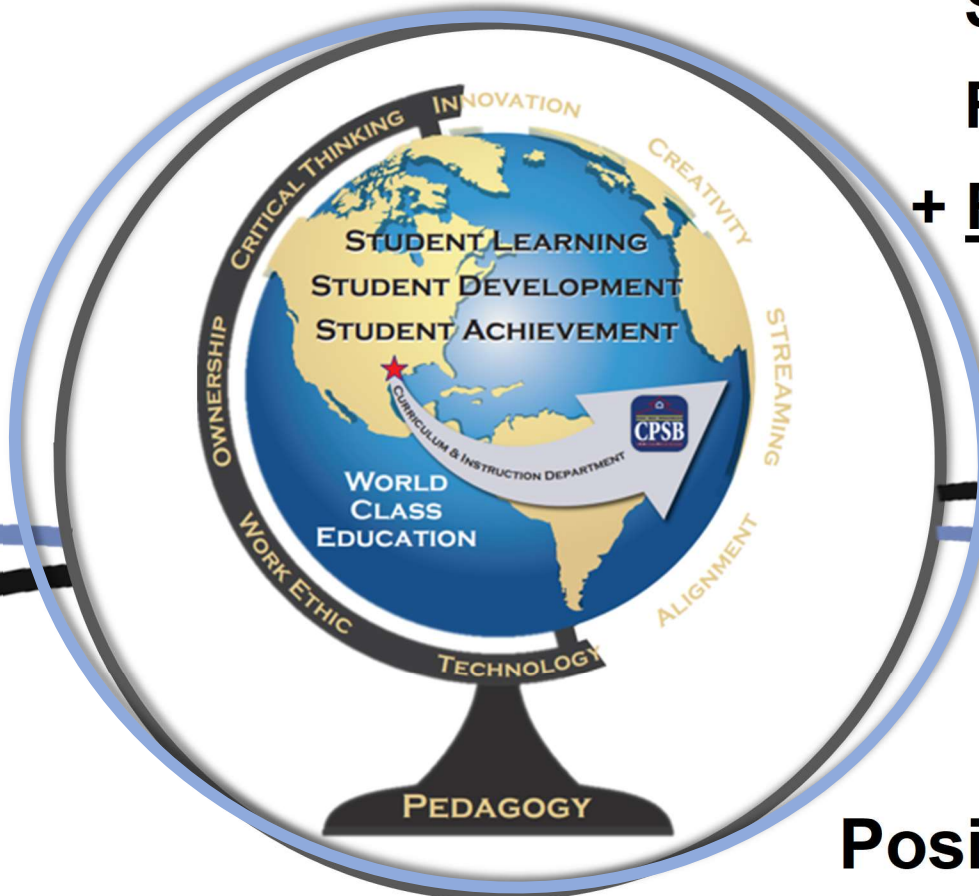 INNOVATION
CREATIVITY
STREAMING
ALIGNMENT
CRITICAL THINKING
OWNERSHIP
WORK ETHIC
TECHNOLOGY
STUDENT LEARNING
STUDENT DEVELOPMENT
STUDENT ACHIEVEMENT
CURRICULUM & INSTRUCTION DEPARTMENT
CPSB
WORLD
CLASS
EDUCATION
PEDAGOGY
+
Posi